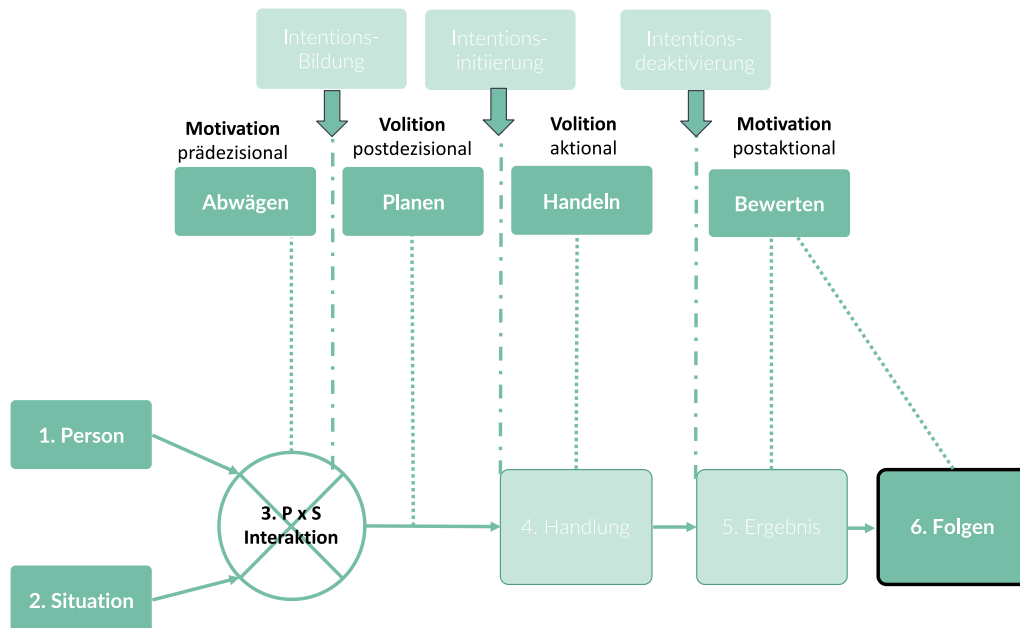 Intentions-
Bildung
Intentions-
initiierung
Intentions-
deaktivierung
Motivation
prädezisional
Volition
postdezisional
Volition
aktional
Motivation
postaktional
Abwägen
Planen
Handeln
Bewerten
1. Person
3. P x S
Interaktion
4. Handlung
5. Ergebnis
6. Folgen
2. Situation